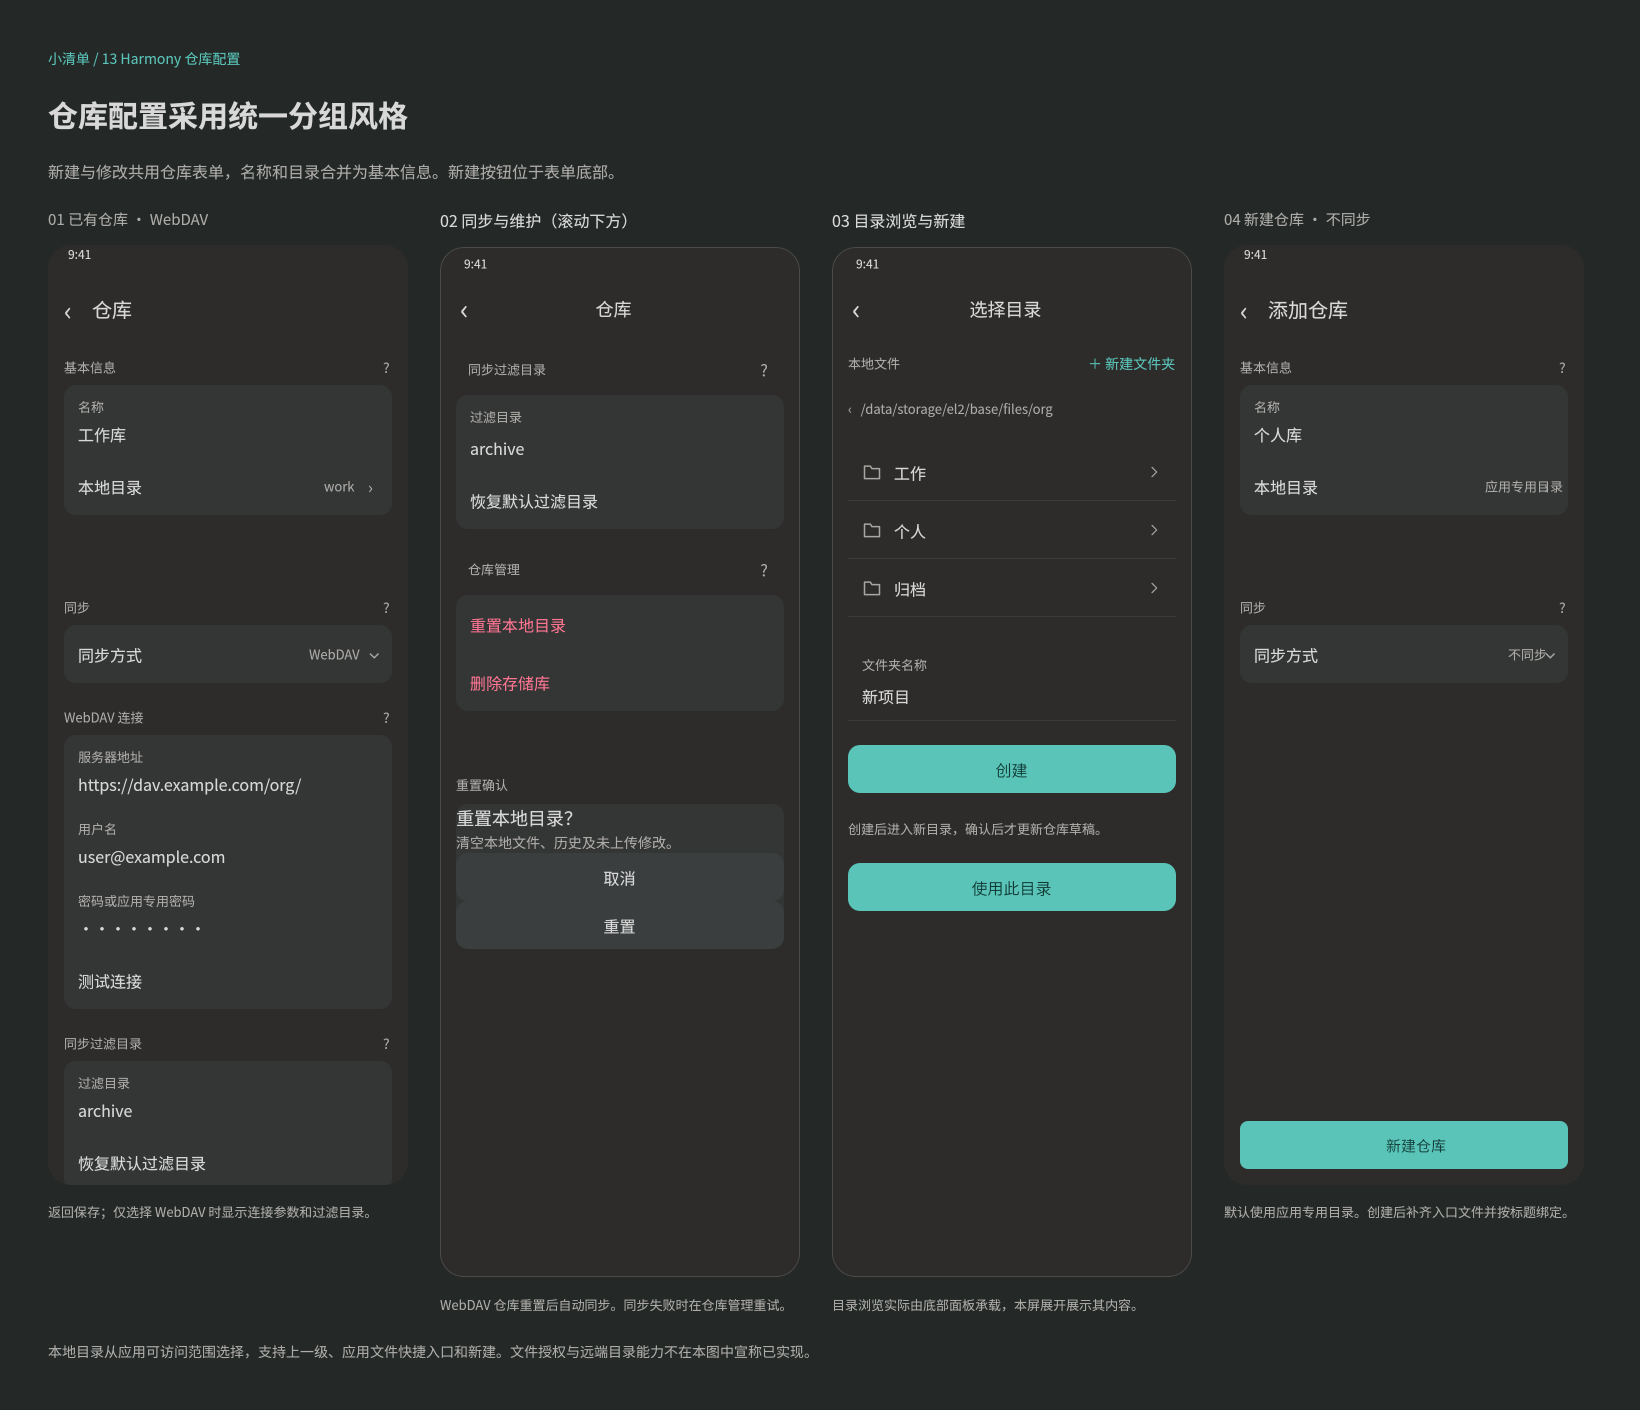 小清单 / 13 Harmony 仓库配置
仓库配置采用统一分组风格
新建与修改共用仓库表单，名称和目录合并为基本信息。新建按钮位于表单底部。
01 已有仓库 · WebDAV
9:41
‹ 仓库
基本信息 ?
名称
工作库
本地目录 work ›
同步 ?
同步方式 WebDAV
WebDAV 连接 ?
服务器地址
https://dav.example.com/org/
用户名
user@example.com
密码或应用专用密码
• • • • • • • •
测试连接
同步过滤目录 ?
过滤目录
archive
恢复默认过滤目录
返回保存；仅选择 WebDAV 时显示连接参数和过滤目录。
02 同步与维护（滚动下方）
9:41
‹ 仓库
同步过滤目录 ?
过滤目录
archive
恢复默认过滤目录
仓库管理 ?
重置本地目录
删除存储库
重置确认
重置本地目录？
清空本地文件、历史及未上传修改。
取消
重置
WebDAV 仓库重置后自动同步。同步失败时在仓库管理重试。
03 目录浏览与新建
9:41
‹ 选择目录
本地文件 ＋ 新建文件夹
‹ /data/storage/el2/base/files/org
工作
个人
归档
文件夹名称
新项目
创建
创建后进入新目录，确认后才更新仓库草稿。
使用此目录
目录浏览实际由底部面板承载，本屏展开展示其内容。
04 新建仓库 · 不同步
9:41
‹ 添加仓库
基本信息 ?
名称
个人库
本地目录 应用专用目录
同步 ?
同步方式 不同步
新建仓库
默认使用应用专用目录。创建后补齐入口文件并按标题绑定。
本地目录从应用可访问范围选择，支持上一级、应用文件快捷入口和新建。文件授权与远端目录能力不在本图中宣称已实现。